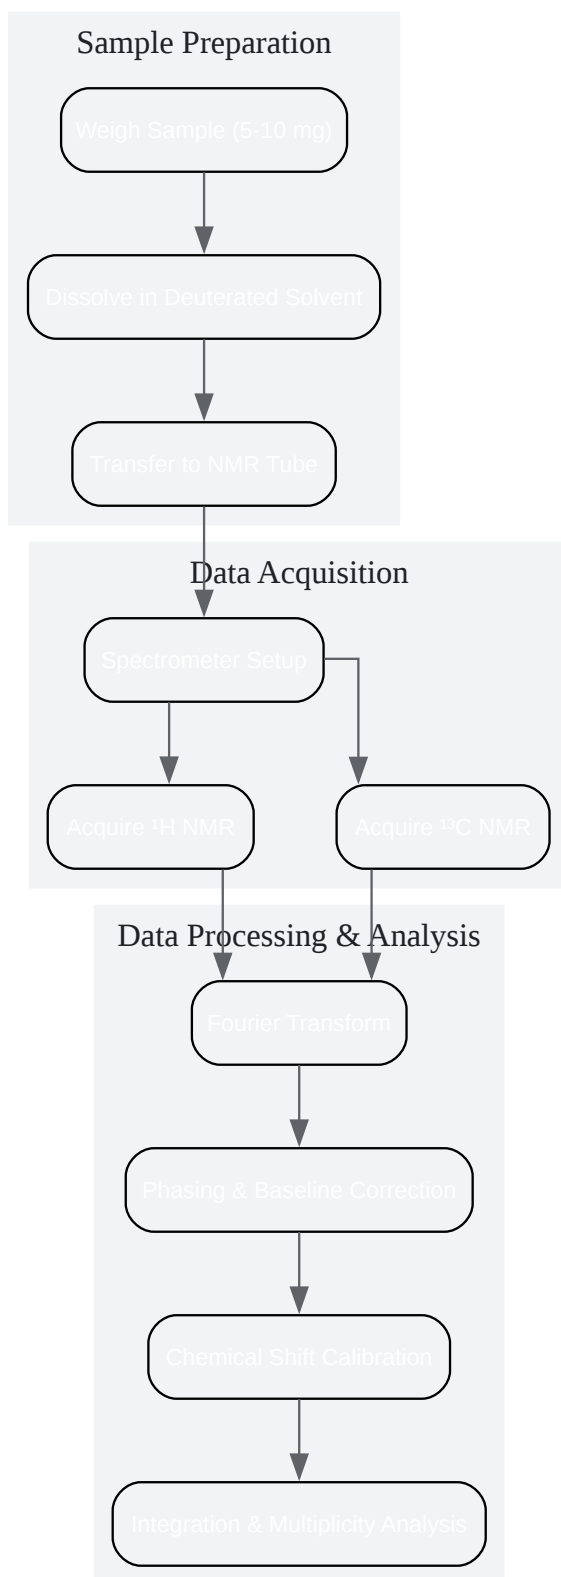 Sample Preparation
Weigh Sample (5-10 mg)
Dissolve in Deuterated Solvent
Transfer to NMR Tube
Data Acquisition
Spectrometer Setup
Acquire ¹H NMR
Acquire ¹³C NMR
Data Processing & Analysis
Fourier Transform
Phasing & Baseline Correction
Chemical Shift Calibration
Integration & Multiplicity Analysis